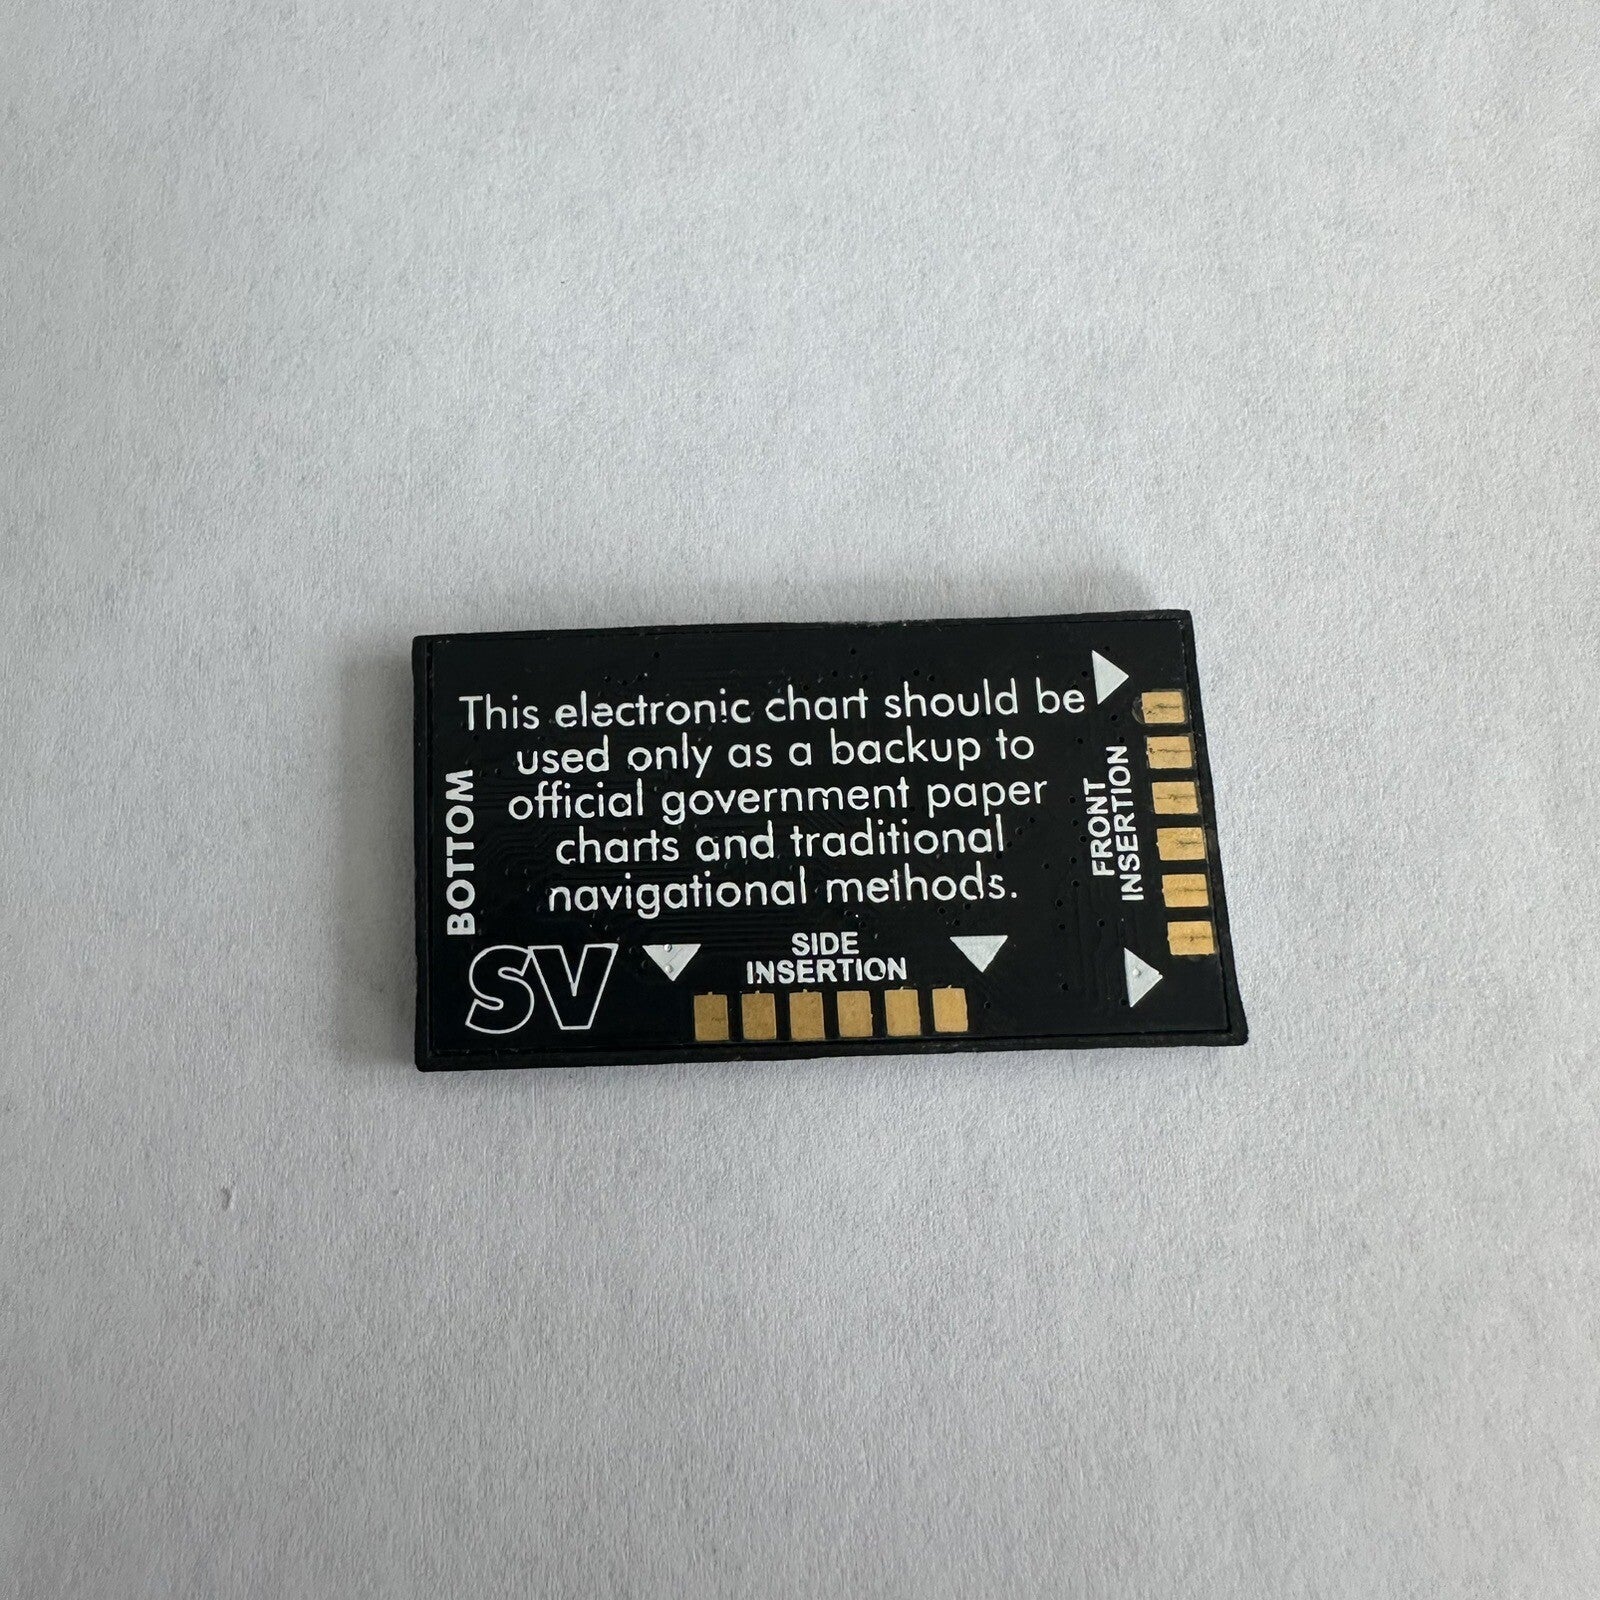 This electronic chart should be
used only as a backup to
official government paper
charts and traditional
navigational methods.
BOTTOM
SV
SIDE
INSERTION
FRONT
INSERTION